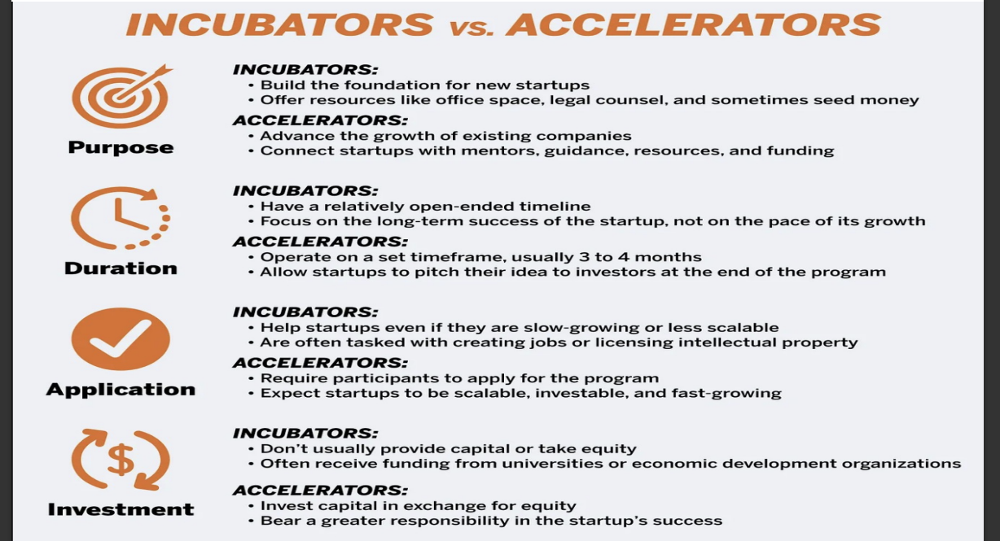 INCUBATORS vs. ACCELERATORS
Purpose
INCUBATORS:
• Build the foundation for new startups
• Offer resources like office space, legal counsel, and sometimes seed money
ACCELERATORS:
• Advance the growth of existing companies
• Connect startups with mentors, guidance, resources, and funding
Duration
INCUBATORS:
• Have a relatively open-ended timeline
• Focus on the long-term success of the startup, not on the pace of its growth
ACCELERATORS:
• Operate on a set timeframe, usually 3 to 4 months
• Allow startups to pitch their idea to investors at the end of the program
Application
INCUBATORS:
• Help startups even if they are slow-growing or less scalable
• Are often tasked with creating jobs or licensing intellectual property
ACCELERATORS:
• Require participants to apply for the program
• Expect startups to be scalable, investable, and fast-growing
$
Investment
INCUBATORS:
• Don’t usually provide capital or take equity
• Often receive funding from universities or economic development organizations
ACCELERATORS:
• Invest capital in exchange for equity
• Bear a greater responsibility in the startup’s success